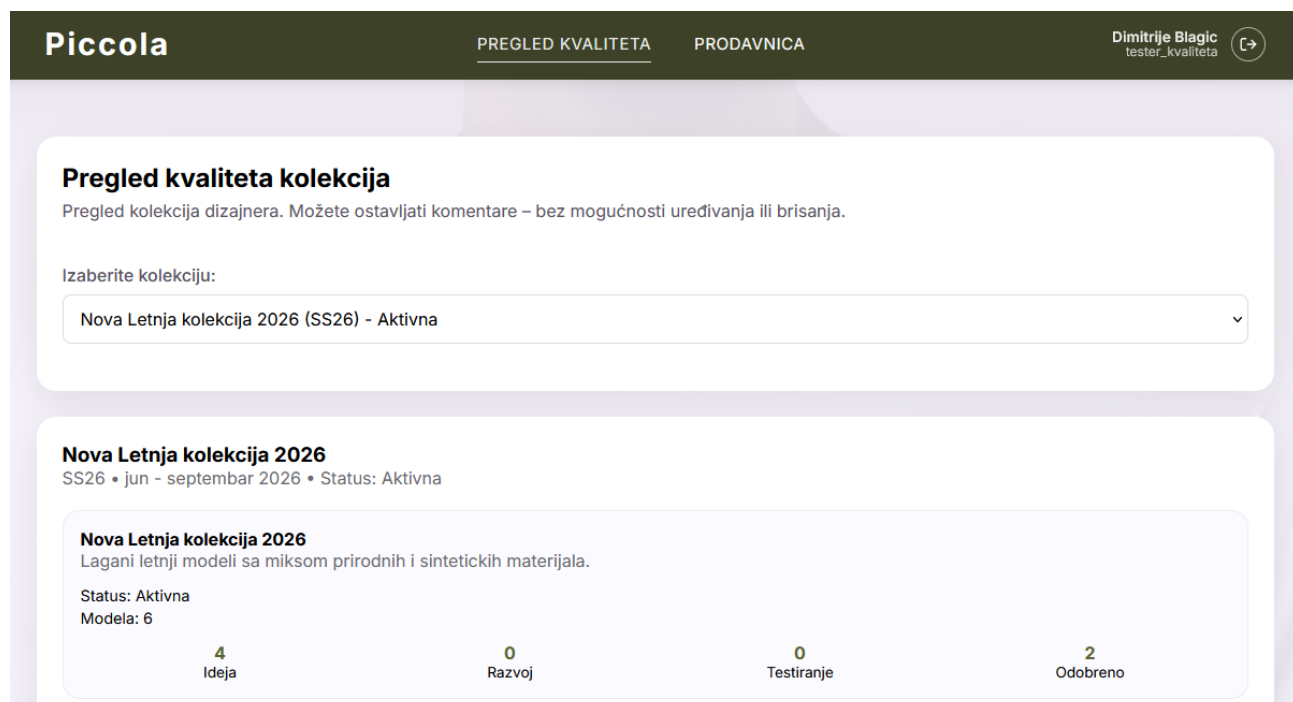 Piccola
PREGLED KVALITETA
PRODAVNICA
Dimitrije Blagic
tester_kvaliteta
Pregled kvaliteta kolekcija
Pregled kolekcija dizajnera. Možete ostavljati komentare – bez mogućnosti uređivanja ili brisanja.
Izaberite kolekciju:
Nova Letnja kolekcija 2026 (SS26) - Aktivna
Nova Letnja kolekcija 2026
SS26 • jun - septembar 2026 • Status: Aktivna
Nova Letnja kolekcija 2026
Lagani letnji modeli sa miksom prirodnih i sintetickih materijala.
Status: Aktivna
Modela: 6
4
Ideja
0
Razvoj
0
Testiranje
2
Odobreno